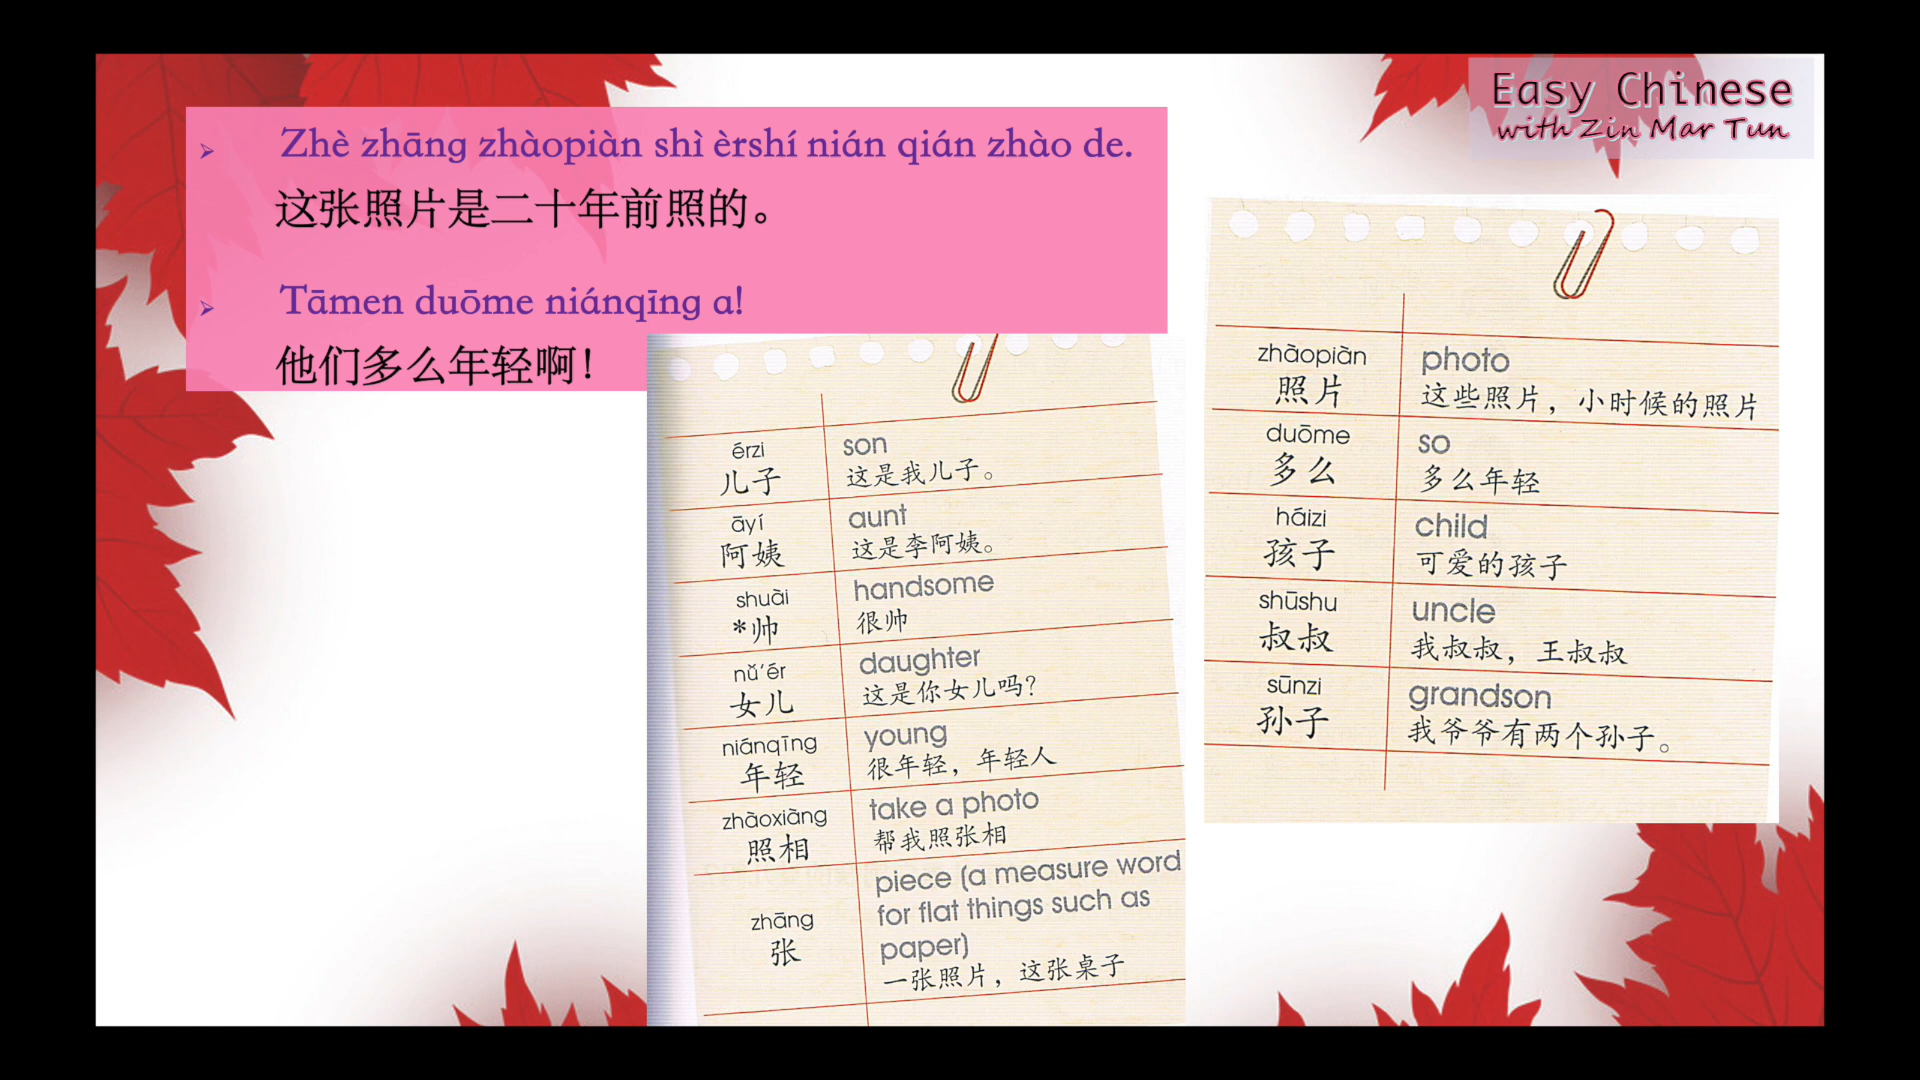 Easy Chinese
with Zin Mar Tun
➢ Zhè zhāng zhàopiàn shì èrshí nián qián zhào de.
这张照片是二十年前照的。
➢ Tāmen duōme niánqīng a!
他们多么年轻啊!
érzi
儿子
son
这是我儿子。
āyí
阿姨
aunt
这是李阿姨。
shuài
*帅
handsome
很帅
nǚ'ér
女儿
daughter
这是你女儿吗?
niánqīng
年轻
young
很年轻，年轻人
zhàoxiàng
照相
take a photo
帮我照张相
zhāng
张
piece (a measure word
for flat things such as
paper)
一张照片，这张桌子
zhàopiàn
照片
photo
这些照片，小时候的照片
duōme
多么
so
多么年轻
háizi
孩子
child
可爱的孩子
shūshu
叔叔
uncle
我叔叔，王叔叔
sūnzi
孙子
grandson
我爷爷有两个孙子。